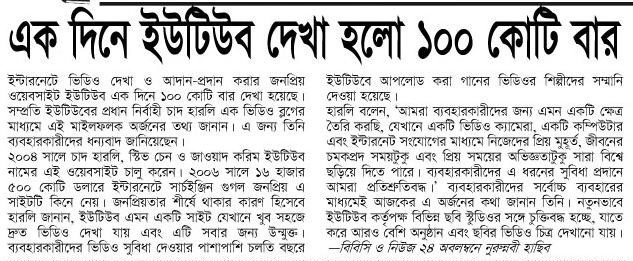 এক দিনে ইউটিউব দেখা হলো ১০০ কোটি বার
ইন্টারনেটে ভিডিও দেখা ও আদান-প্রদান করার জনপ্রিয়
ওয়েবসাইট ইউটিউব এক দিনে ১০০ কোটি বার দেখা হয়েছে।
সম্প্রতি ইউটিউবের প্রধান নির্বাহী চাদ হারলি এক ভিডিও ব্লগের
মাধ্যমে এই মাইলফলক অর্জনের তথ্য জানান। এ জন্য তিনি
ব্যবহারকারীদের ধন্যবাদ জানিয়েছেন।
২০০৪ সালে চাদ হারলি, স্টিভ চেন ও জাওয়াদ করিম ইউটিউব
নামের এই ওয়েবসাইট চালু করেন। ২০০৬ সালে ১৬ হাজার
৫০০ কোটি ডলারে ইন্টারনেটে সার্চইঞ্জিন গুগল জনপ্রিয় এ
সাইটটি কিনে নেয়। জনপ্রিয়তার শীর্ষে থাকার কারণ হিসেবে
হারলি জানান, ইউটিউব এমন একটি সাইট যেখানে খুব সহজে
দ্রুত ভিডিও দেখা যায় এবং এটি সবার জন্য উন্মুক্ত।
ব্যবহারকারীদের ভিডিও সুবিধা দেওয়ার পাশাপাশি চলতি বছরে
ইউটিউবে আপলোড করা গানের ভিডিওর শিল্পীদের সম্মানি
দেওয়া হয়েছে।
হারলি বলেন, 'আমরা ব্যবহারকারীদের জন্য এমন একটি ক্ষেত্র
তৈরি করছি, যেখানে একটি ভিডিও ক্যামেরা, একটি কম্পিউটার
এবং ইন্টারনেট সংযোগের মাধ্যমে নিজেদের প্রিয় মুহূর্ত, জীবনের
চমকপ্রদ সময়টুকু এবং প্রিয় সময়ের অভিজ্ঞতাটুকু সারা বিশ্বে
ছড়িয়ে দিতে পারে। ব্যবহারকারীদের এ ধরনের সুবিধা প্রদানে
আমরা প্রতিশ্রুতিবদ্ধ।' ব্যবহারকারীদের সর্বোচ্চ ব্যবহারের
মাধ্যমেই আজকের এ অর্জনের কথা জানান তিনি। নতুনভাবে
ইউটিউব কর্তৃপক্ষ বিভিন্ন ছবি স্টুডিওর সঙ্গে চুক্তিবদ্ধ হচ্ছে, যাতে
করে আরও বেশি অনুষ্ঠান এবং ছবির ভিডিও চিত্র দেখানো যায়।
—বিবিসি ও নিউজ ২৪ অবলম্বনে নুরুন্নবী হাছিব